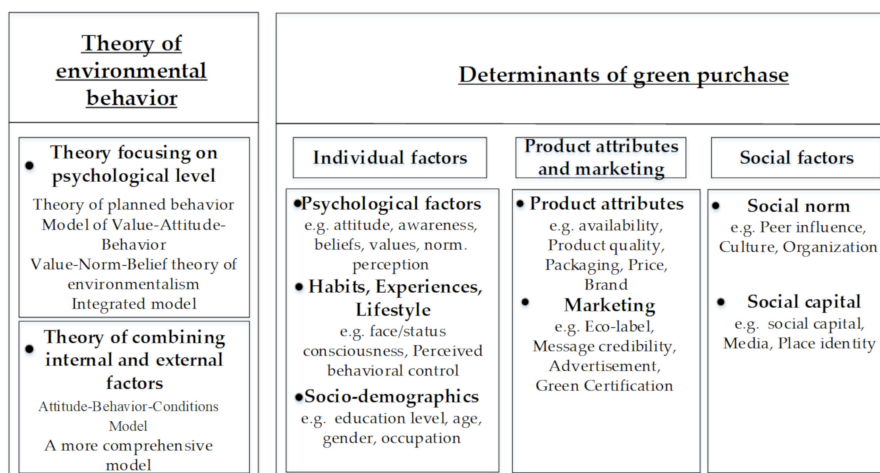 Theory of
environmental
behavior
Theory focusing on
psychological level
Theory of planned behavior
Model of Value-Attitude-
Behavior
Value-Norm-Belief theory of
environmentalism
Integrated model
Theory of combining
internal and external
factors
Attitude-Behavior-Conditions
Model
A more comprehensive
model
Determinants of green purchase
Individual factors
Psychological factors
e.g. attitude, awareness,
beliefs, values, norm.
perception
Habits, Experiences,
Lifestyle
e.g. face/status
consciousness, Perceived
behavioral control
Socio-demographics
e.g. education level, age,
gender, occupation
Product attributes
and marketing
Product attributes
e.g. availability,
Product quality,
Packaging, Price,
Brand
Marketing
e.g. Eco-label,
Message credibility,
Advertisement,
Green Certification
Social factors
Social norm
e.g. Peer influence,
Culture, Organization
Social capital
e.g. social capital,
Media, Place identity